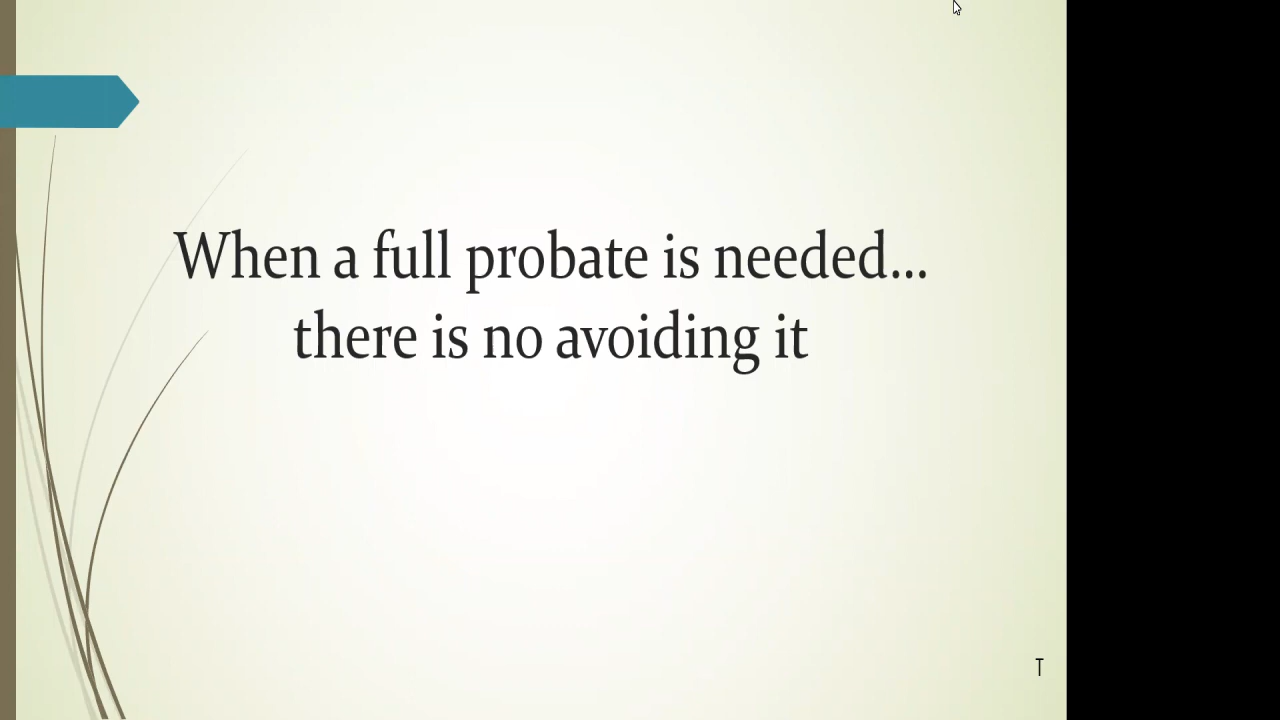 When a full probate is needed...
there is no avoiding it
T